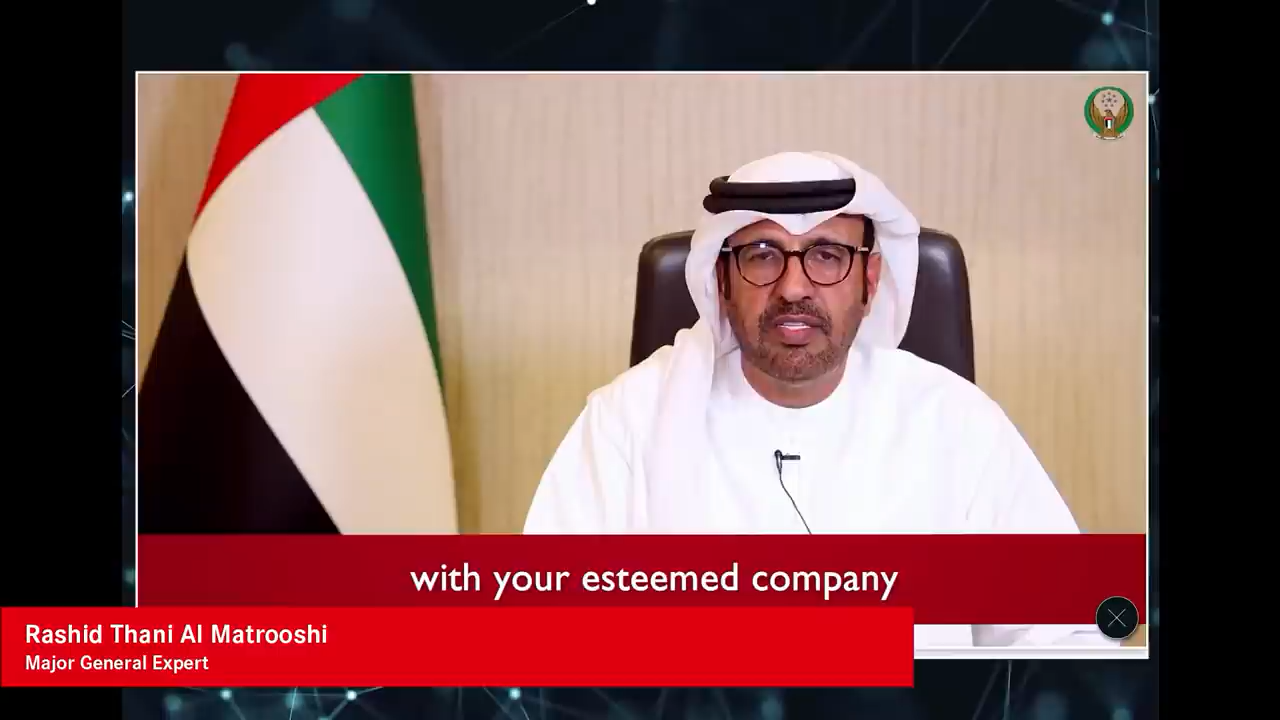 with your esteemed company
Rashid Thani Al Matrooshi
Major General Expert